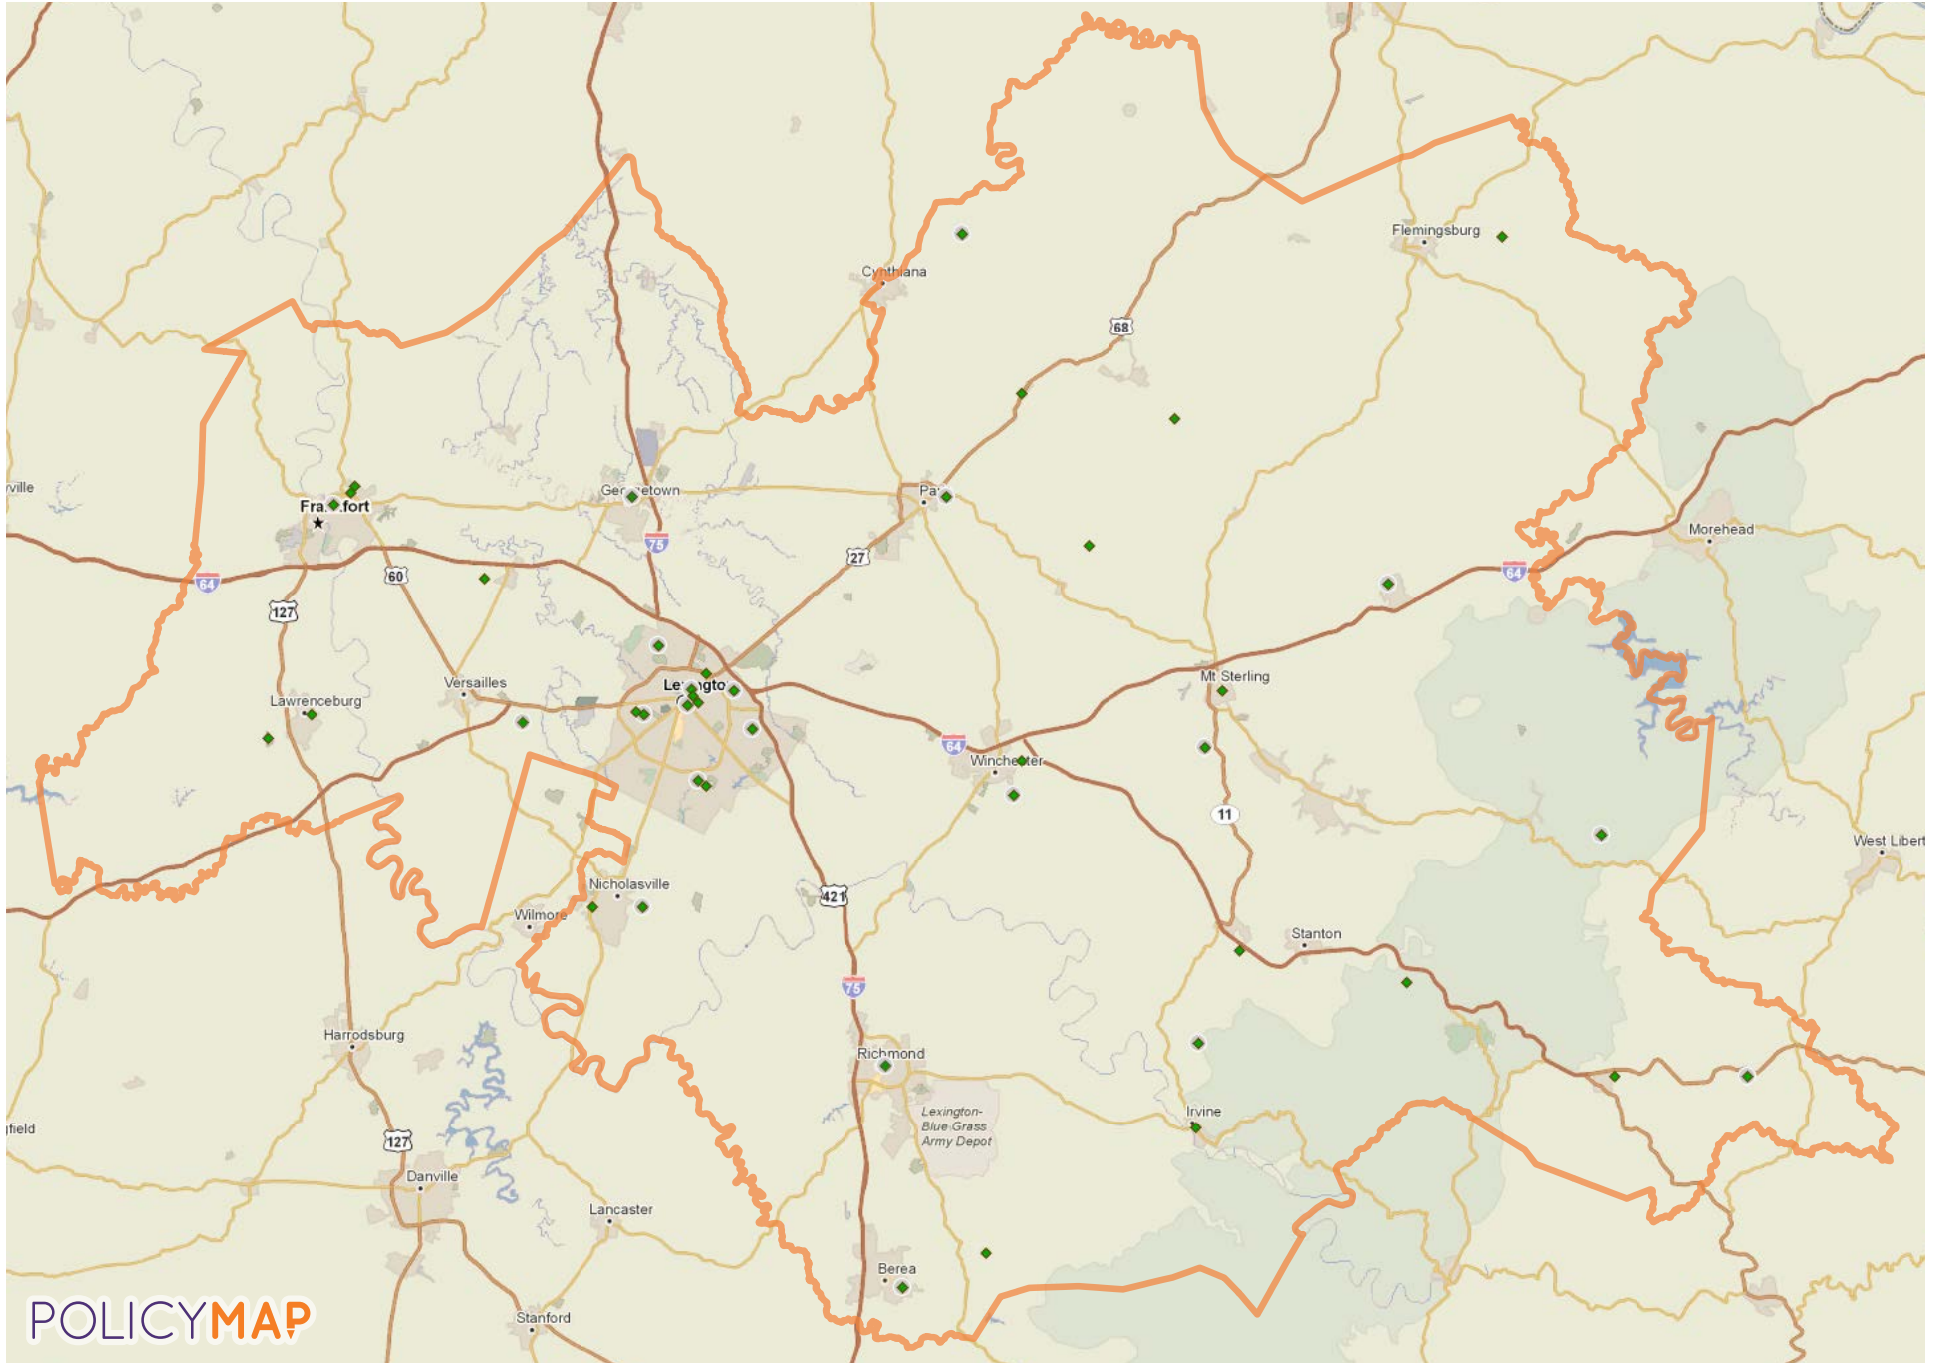 Flemingsburg
Cynthiana
68
Georgetown
75
27
Morehead
64
64
60
127
Versailles
Lawrenceburg
Mt Sterling
64
Winchester
11
West Libert
Nicholasville
Wilmore
421
Stanton
75
Harrodsburg
Richmond
Lexington-
Blue Grass
Army Depot
Irvine
127
Danville
Lancaster
Berea
Stanford
POLICYMAP